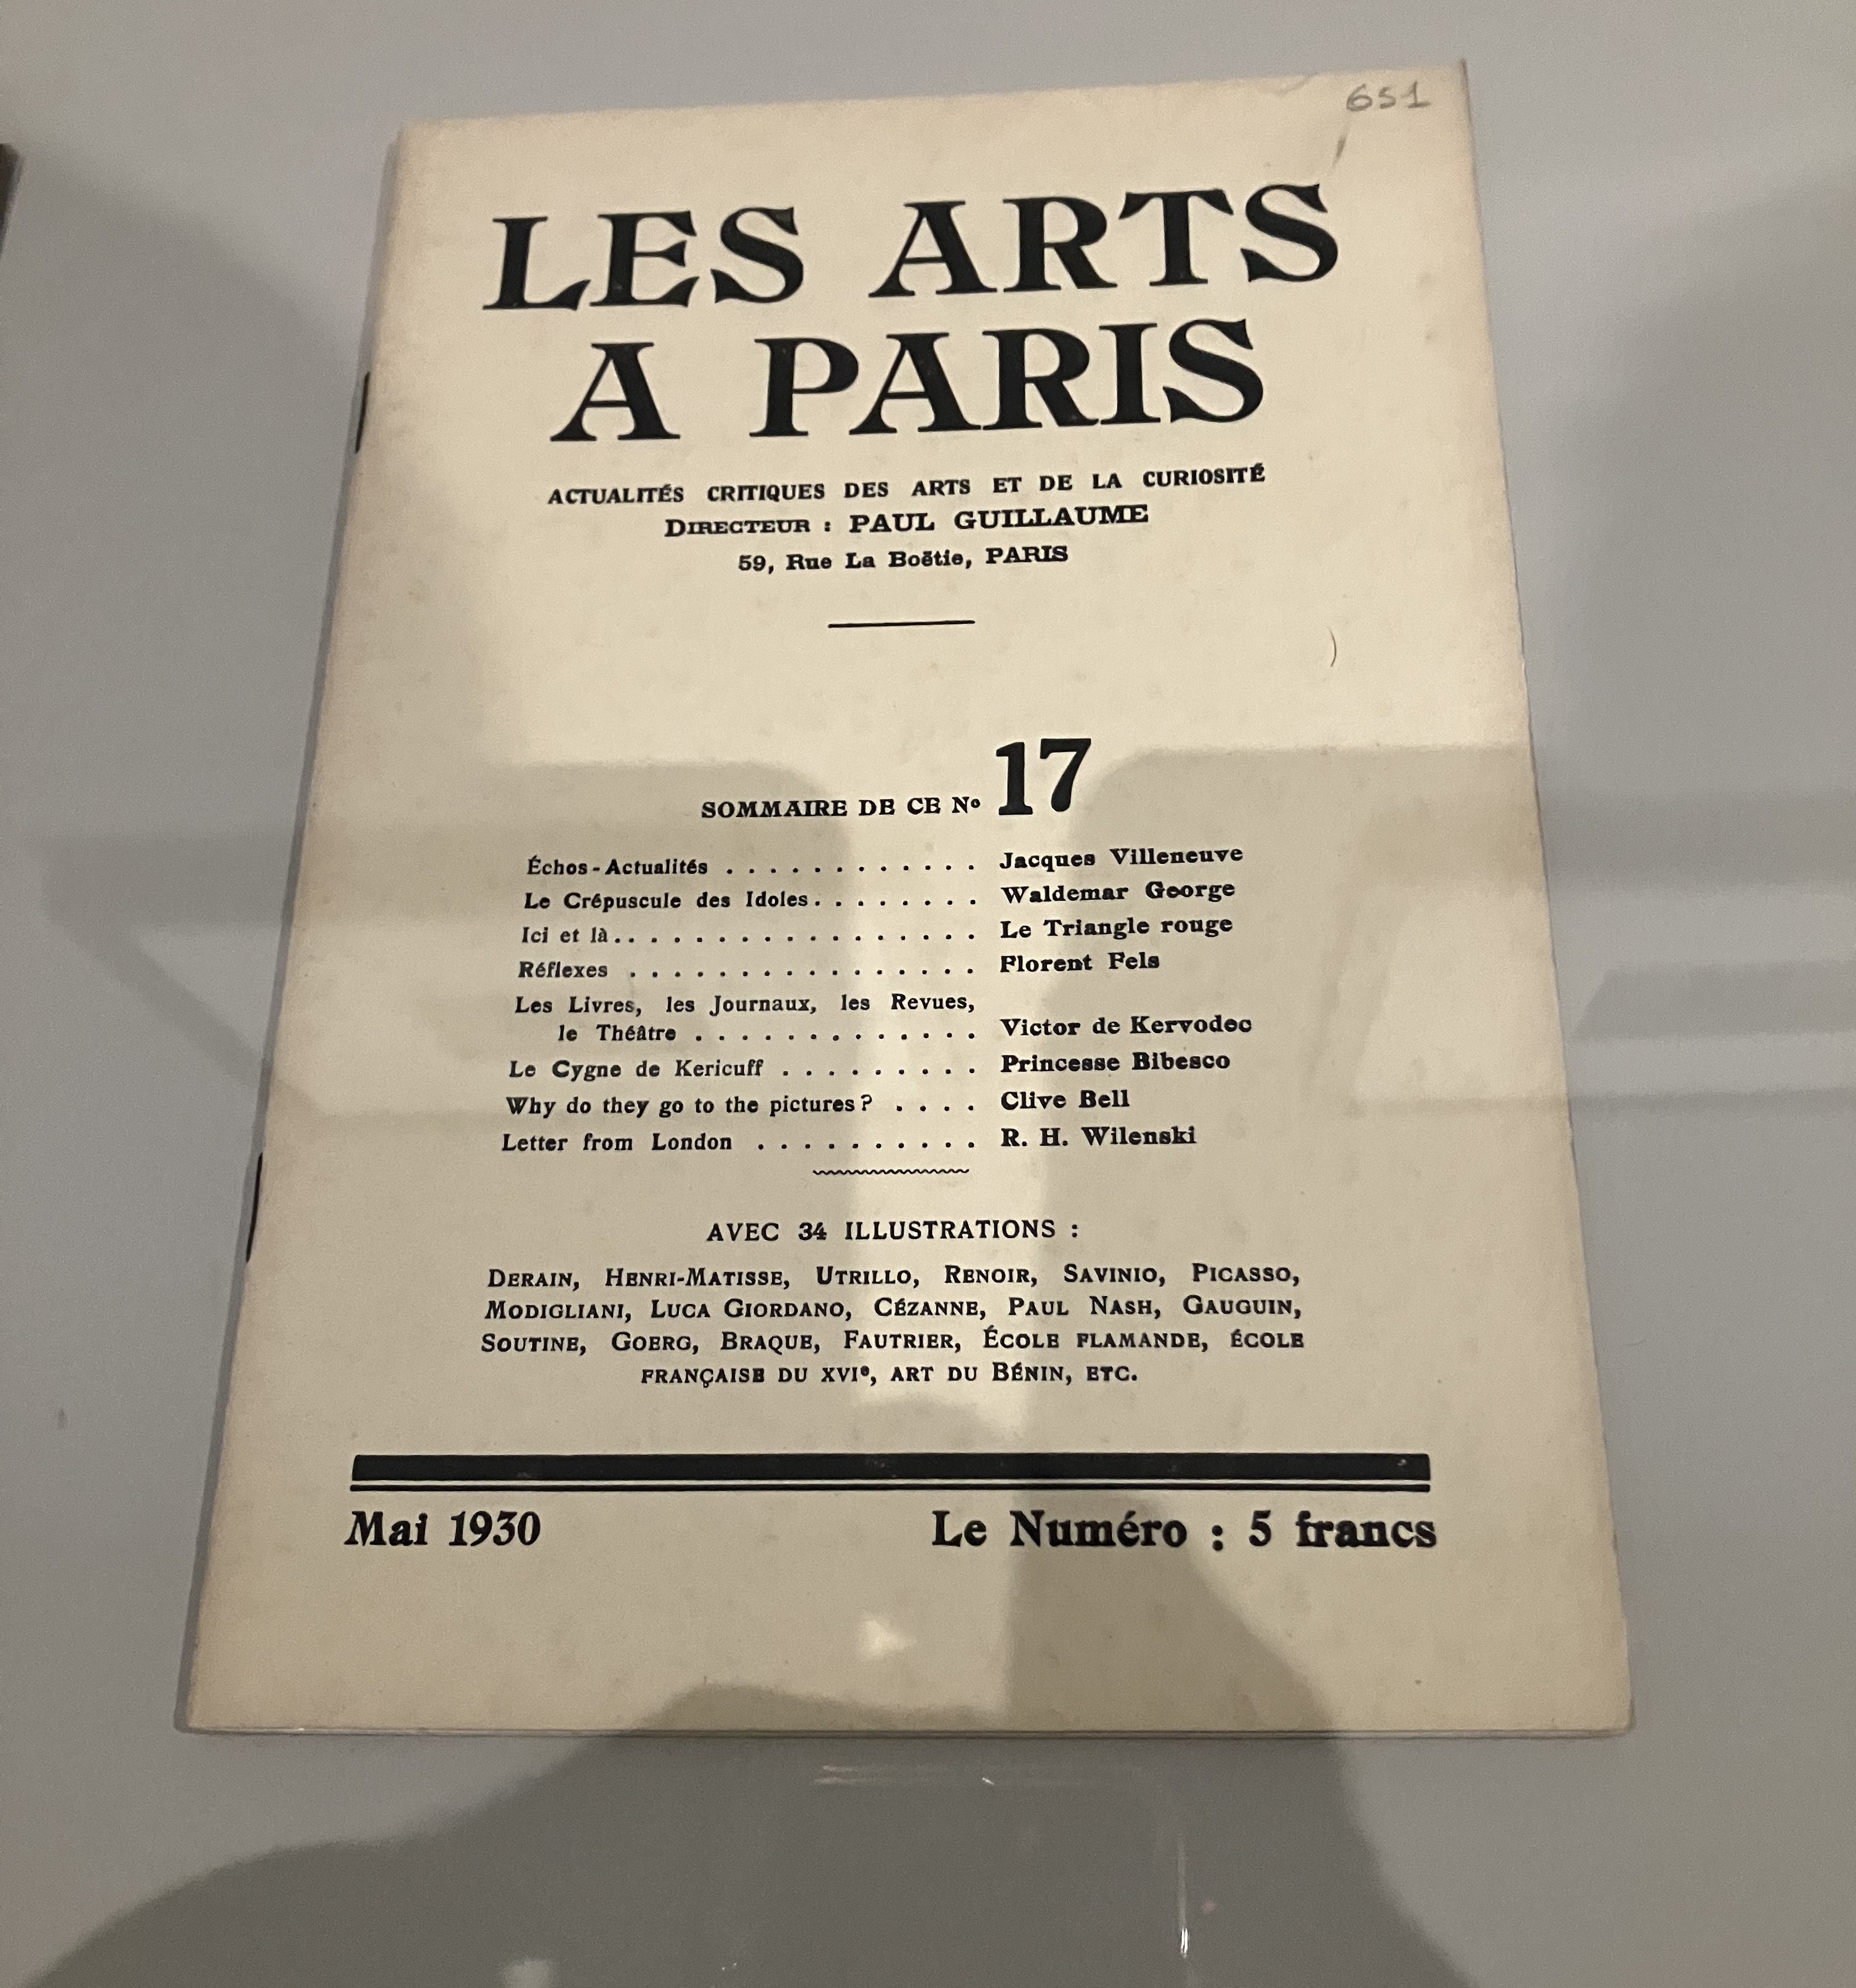 651
LES ARTS
A PARIS
ACTUALITÉS CRITIQUES DES ARTS ET DE LA CURIOSITÉ
DIRECTEUR : PAUL GUILLAUME
59, Rue La Boëtie, PARIS
SOMMAIRE DE CE Nº 17
Échos-Actualités . . . . . . . . . . . . Jacques Villeneuve
Le Crépuscule des Idoles . . . . . . . . Waldemar George
Ici et là . . . . . . . . . . . . . . . . . Le Triangle rouge
Réflexes . . . . . . . . . . . . . . . . Florent Fels
Les Livres, les Journaux, les Revues,
le Théâtre . . . . . . . . . . . . . Victor de Kervodec
Le Cygne de Kericuff . . . . . . . . . Princesse Bibesco
Why do they go to the pictures? . . . . Clive Bell
Letter from London . . . . . . . . . . R. H. Wilenski
AVEC 34 ILLUSTRATIONS :
DERAIN, HENRI-MATISSE, UTRILLO, RENOIR, SAVINIO, PICASSO,
MODIGLIANI, LUCA GIORDANO, CÉZANNE, PAUL NASH, GAUGUIN,
SOUTINE, GOERG, BRAQUE, FAUTRIER, ÉCOLE FLAMANDE, ÉCOLE
FRANÇAISE DU XVIe, ART DU BÉNIN, ETC.
Mai 1930 Le Numéro : 5 francs